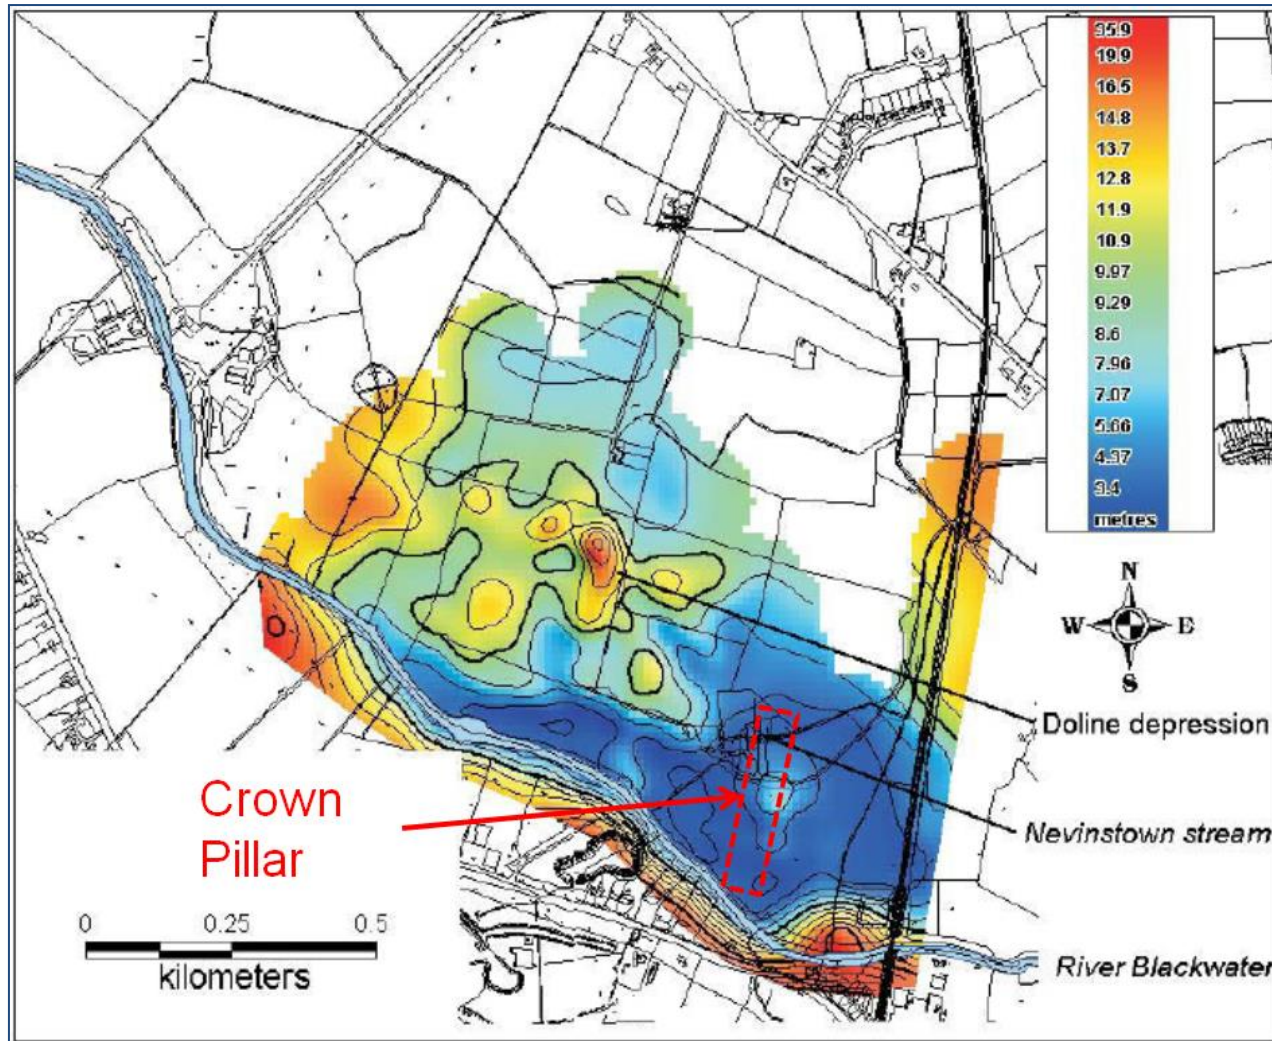 35.9
19.9
16.5
14.8
13.7
12.8
11.9
10.9
9.97
9.29
8.6
7.96
7.07
5.66
4.37
3.4
metres
N
W E
S
Doline depression
Crown
Pillar
Nevinstown stream
0 0.25 0.5
kilometers
River Blackwater